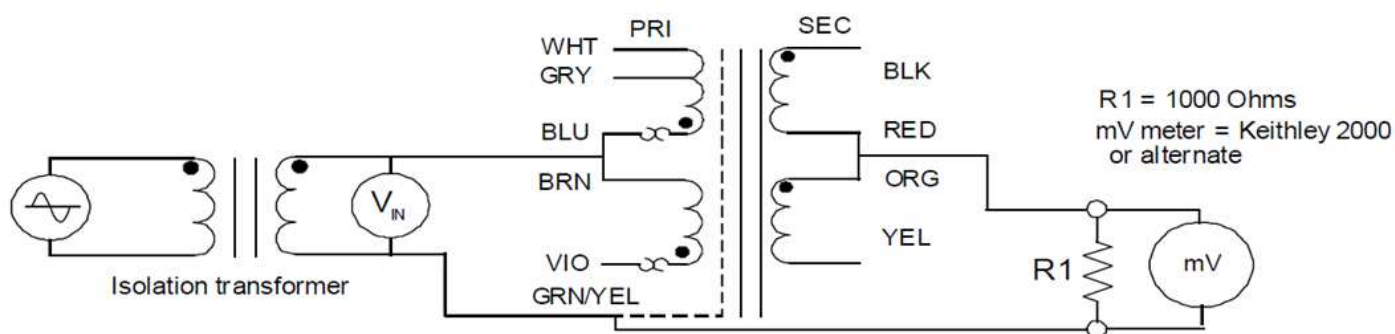 PRI
SEC
WHT
GRY
BLK
BLU
RED
BRN
ORG
VIO
YEL
GRN/YEL
V_IN
Isolation transformer
R1 = 1000 Ohms
mV meter = Keithley 2000
or alternate
R1
mV